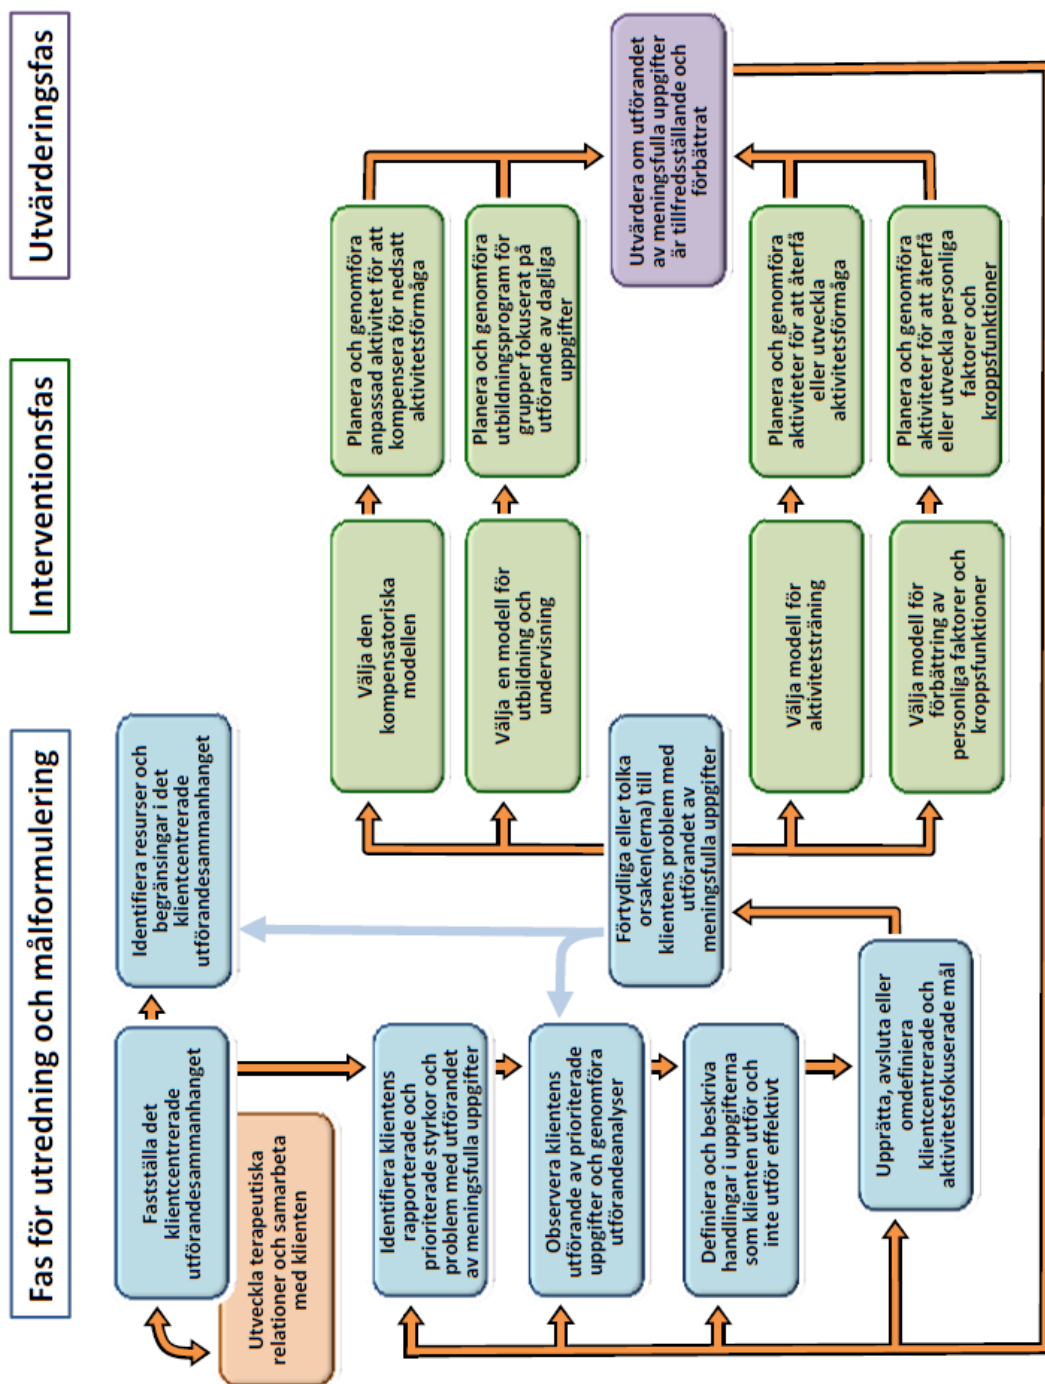 Fas för utredning och målformulering
Interventionsfas
Utvärderingsfas
Fastställa det
klientcentrerade
utförandesammanhanget
Identifiera resurser och
begränsingar i det
klientcentrerade
utförandesammanhanget
Utveckla terapeutiska
relationer och samarbeta
med klienten
Identifiera klientens
rapporterade och
prioriterade styrkor och
problem med utförandet
av meningsfulla uppgifter
Observera klientens
utförande av prioriterade
uppgifter och genomföra
utförandeanalyser
Definiera och beskriva
handlingar i uppgifterna
som klienten utför och
inte utför effektivt
Upprätta, avsluta eller
omdefiniera
klientcentrerade och
aktivitetsfokuserade mål
Förtydliga eller tolka
orsaken(erna) till
klientens problem med
utförandet av
meningsfulla uppgifter
Välja den
kompensatoriska
modellen
Planera och genomföra
anpassad aktivitet för att
kompensera för nedsatt
aktivitetsförmåga
Välja  en modell för
utbildning och
undervisning
Planera och genomföra
utbildningsprogram för
grupper fokuserat på
utförande av dagliga
uppgifter
Välja modell för
aktivitetsträning
Planera och genomföra
aktiviteter för att återfå
eller utveckla
aktivitetsförmåga
Välja modell för
förbättring av
personliga faktorer och
kroppsfunktioner
Planera och genomföra
aktiviteter för att återfå
eller utveckla personliga
faktorer och
kroppsfunktioner
Utvärdera om utförandet
av meningsfulla uppgifter
är tillfredsställande och
förbättrat